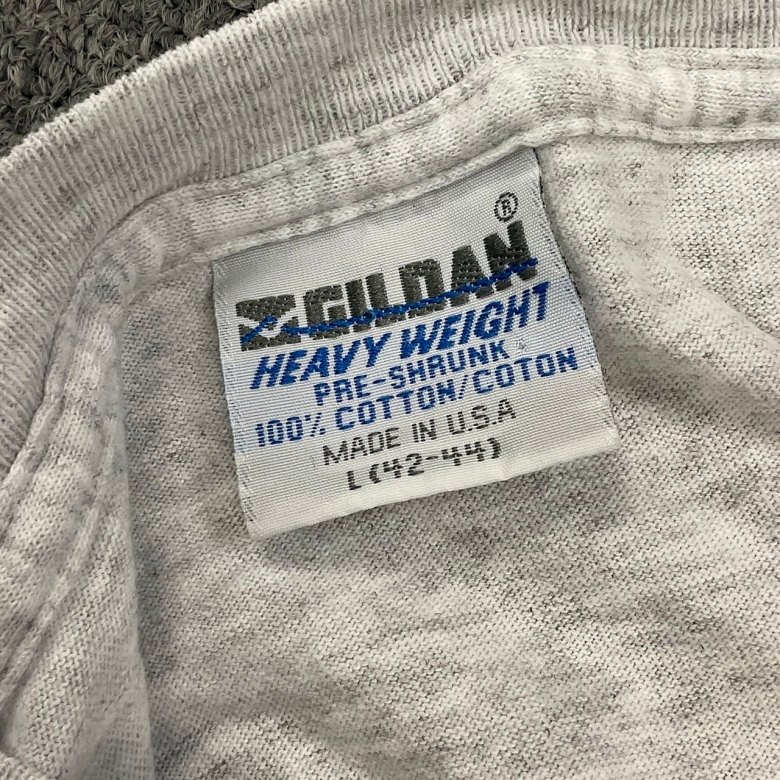 ®
GILDAN
HEAVY WEIGHT
PRE-SHRUNK
100% COTTON/COTON
MADE IN U.S.A
L (42-44)